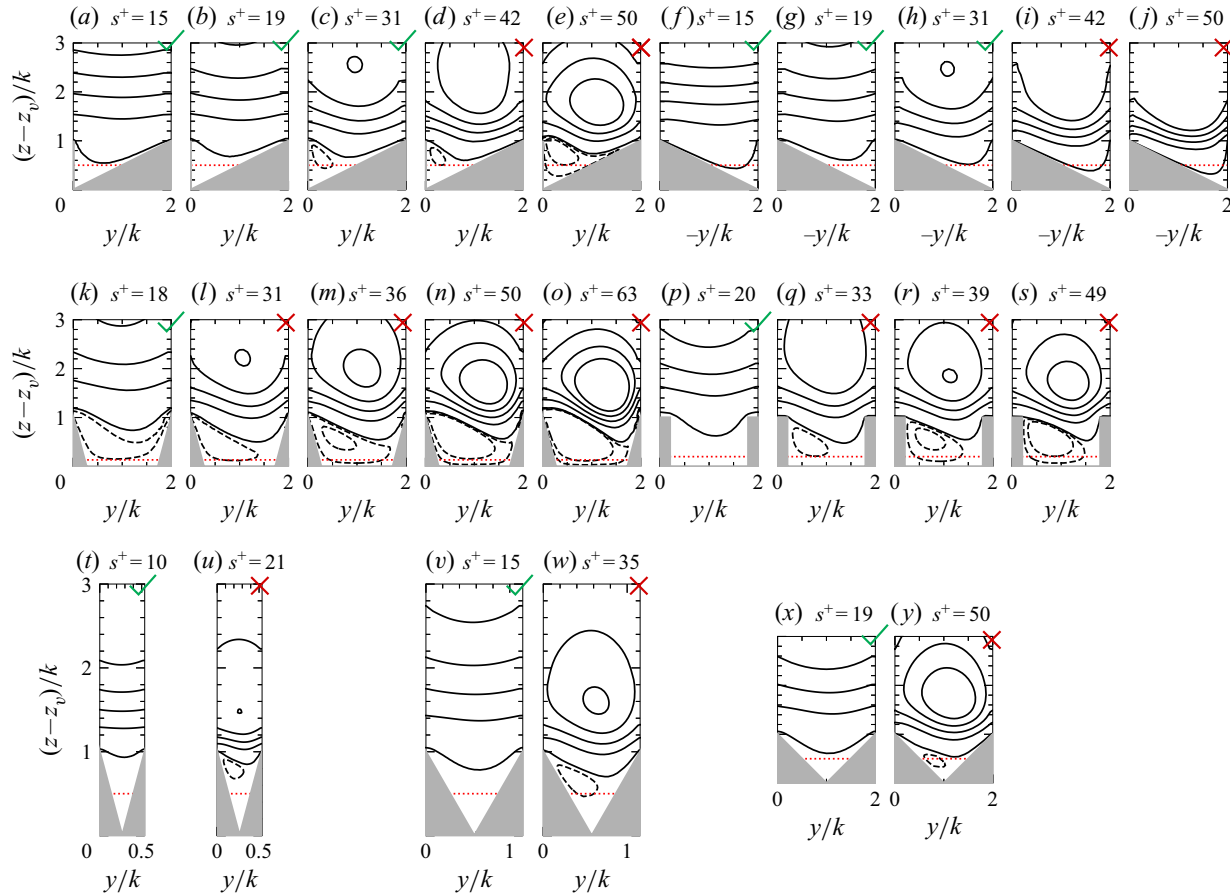 (a) s+=15 (b) s+=19 (c) s+=31 (d) s+=42 (e) s+=50 (f) s+=15 (g) s+=19 (h) s+=31 (i) s+=42 (j) s+=50
3
2
(z–z_v)/k
1
0 2 0 2 0 2 0 2 0 2 0 2 0 2 0 2 0 2 0 2
y/k y/k y/k y/k y/k –y/k –y/k –y/k –y/k –y/k
(k) s+=18 (l) s+=31 (m) s+=36 (n) s+=50 (o) s+=63 (p) s+=20 (q) s+=33 (r) s+=39 (s) s+=49
3
2
(z–z_v)/k
1
0 2 0 2 0 2 0 2 0 2 0 2 0 2 0 2 0 2
y/k y/k y/k y/k y/k y/k y/k y/k y/k
(t) s+=10 (u) s+=21 (v) s+=15 (w) s+=35
3
(x) s+=19 (y) s+=50
2
(z–z_v)/k
1
0 2 0 2
y/k y/k
0 0.5 0 0.5 0 1 0 1
y/k y/k y/k y/k